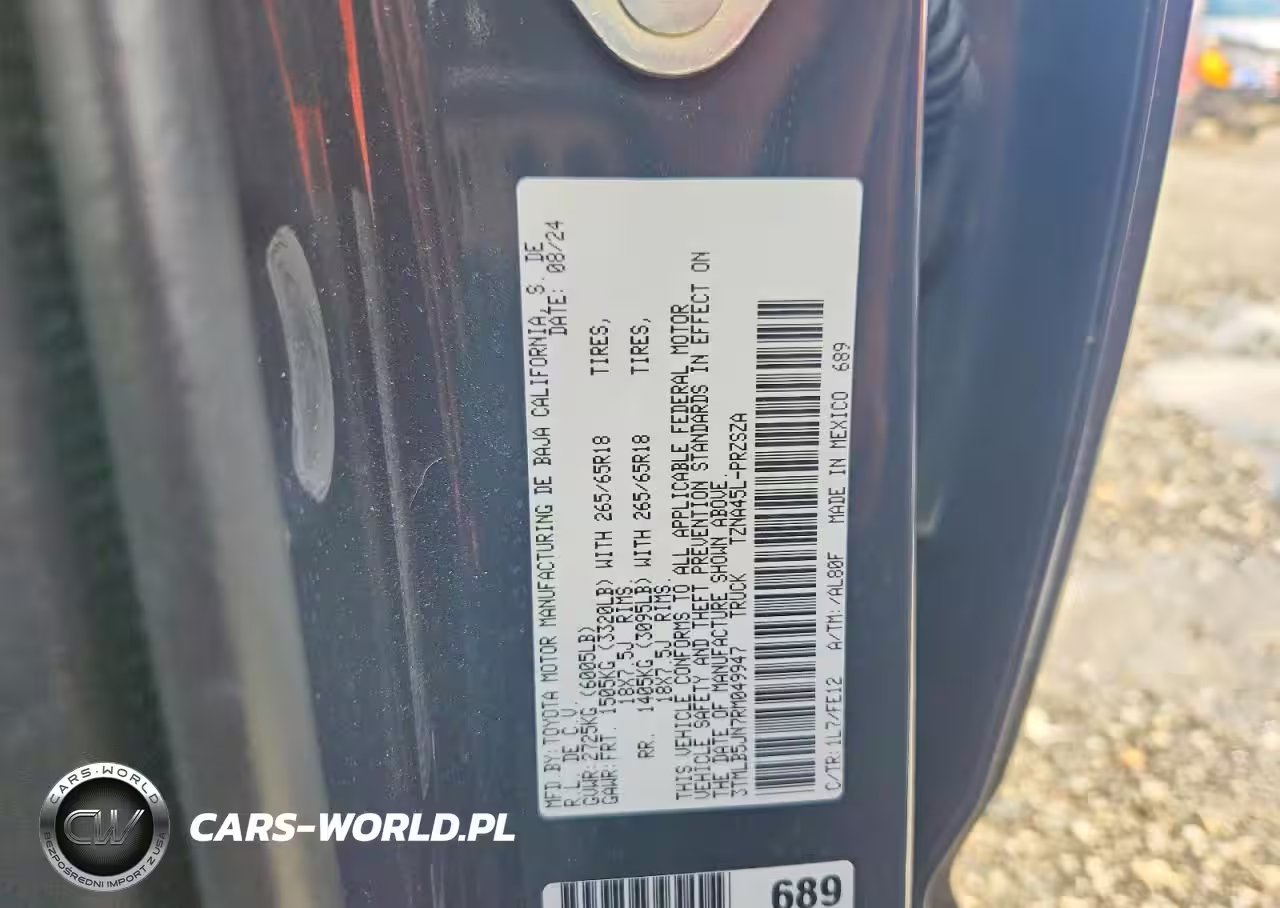 MFD BY: TOYOTA MOTOR MANUFACTURING DE BAJA CALIFORNIA, S. DE
R.L. DE C.V. DATE: 08/24
GVWR: 2725KG (6005LB)
GAWR: FRT. 1505KG (3320LB) WITH 265/65R18 TIRES,
18X7.5J RIMS
RR. 1405KG (3095LB) WITH 265/65R18 TIRES,
18X7.5J RIMS.
THIS VEHICLE CONFORMS TO ALL APPLICABLE FEDERAL MOTOR
VEHICLE SAFETY AND THEFT PREVENTION STANDARDS IN EFFECT ON
THE DATE OF MANUFACTURE SHOWN ABOVE.
3TMLB5JN7RM049947 TRUCK TZNA45L-PRZSZA
C/TR: 1L7/FE12 A/TM: /AL80F MADE IN MEXICO 689
689
CARS-WORLD
CW
BEZPOŚREDNI IMPORT Z USA
CARS-WORLD.PL